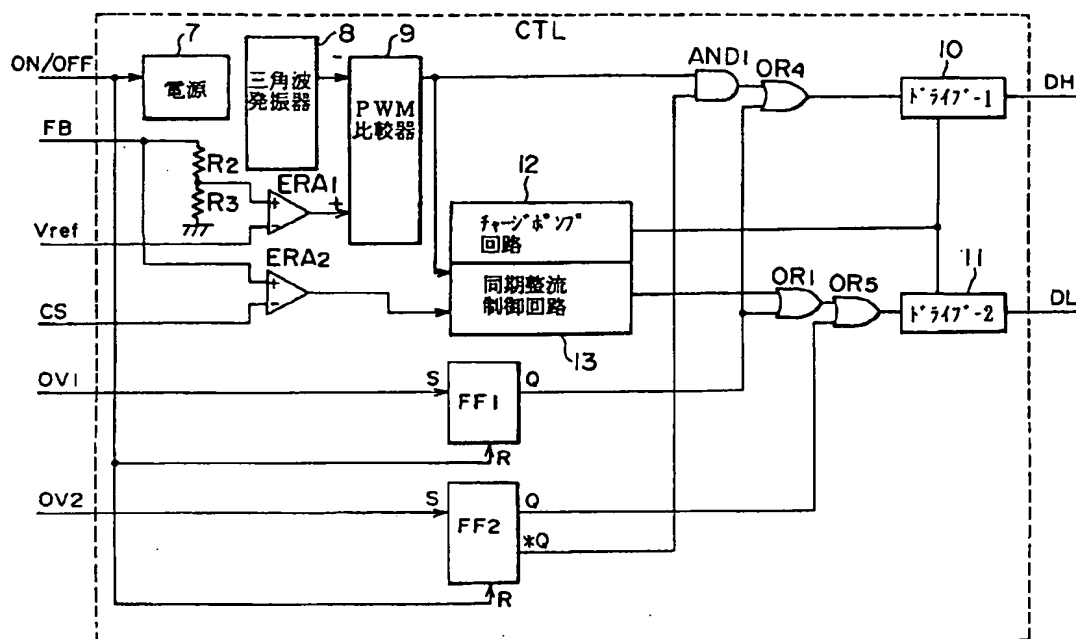 CTL
ON/OFF
7
電源
8
三角波
発振器
-
9
PWM
比較器
+
AND1
OR4
10
ﾄﾞﾗｲﾌﾞ-1
DH
FB
R2
R3
ERA1
Vref
ERA2
CS
12
ﾁｬｰｼﾞﾎﾟﾝﾌﾟ
回路
同期整流
制御回路
13
OR1
OR5
11
ﾄﾞﾗｲﾌﾞ-2
DL
OV1
S
FF1
Q
R
OV2
S
FF2
Q
*Q
R